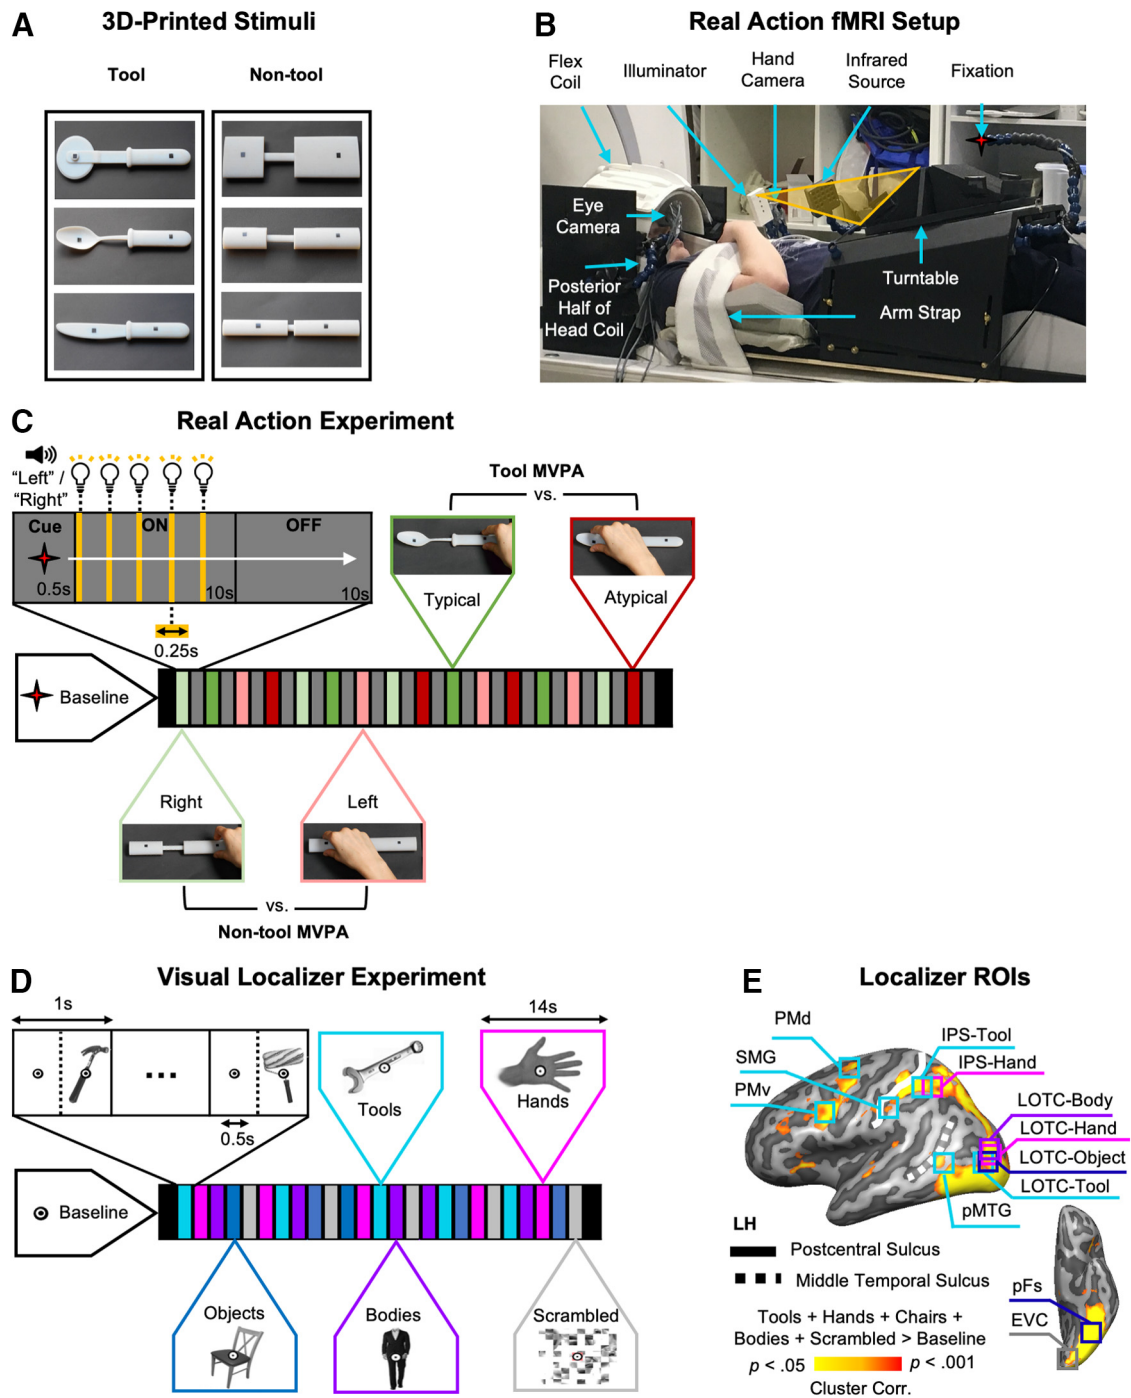 A
3D-Printed Stimuli
Tool
Non-tool
B
Real Action fMRI Setup
Flex
Coil
Illuminator
Hand
Camera
Infrared
Source
Fixation
Eye
Camera
Posterior
Half of
Head Coil
Turntable
Arm Strap
C
Real Action Experiment
"Left" /
"Right"
Cue
ON
OFF
0.5s
10s
10s
0.25s
Tool MVPA
vs.
Typical
Atypical
Baseline
Right
Left
vs.
Non-tool MVPA
D
Visual Localizer Experiment
1s
14s
...
0.5s
Tools
Hands
Baseline
Objects
Bodies
Scrambled
E
Localizer ROIs
PMd
SMG
PMv
IPS-Tool
IPS-Hand
LOTC-Body
LOTC-Hand
LOTC-Object
LOTC-Tool
pMTG
LH
Postcentral Sulcus
Middle Temporal Sulcus
pFs
EVC
Tools + Hands + Chairs +
Bodies + Scrambled > Baseline
p < .05
p < .001
Cluster Corr.